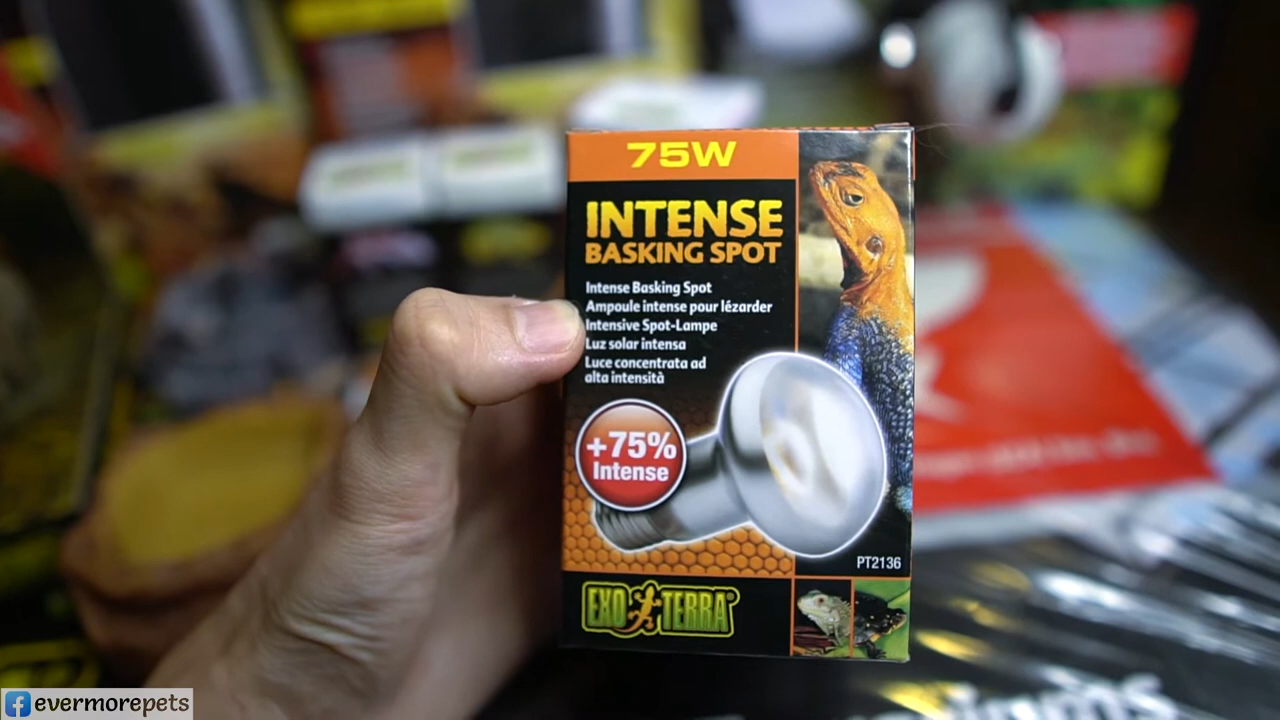 75W
INTENSE
BASKING SPOT
Intense Basking Spot
Ampoule intense pour lézarder
Intensive Spot-Lampe
Luz solar intensa
Luce concentrata ad
alta intensità
+75%
Intense
PT2136
EXO TERRA®
evermorepets